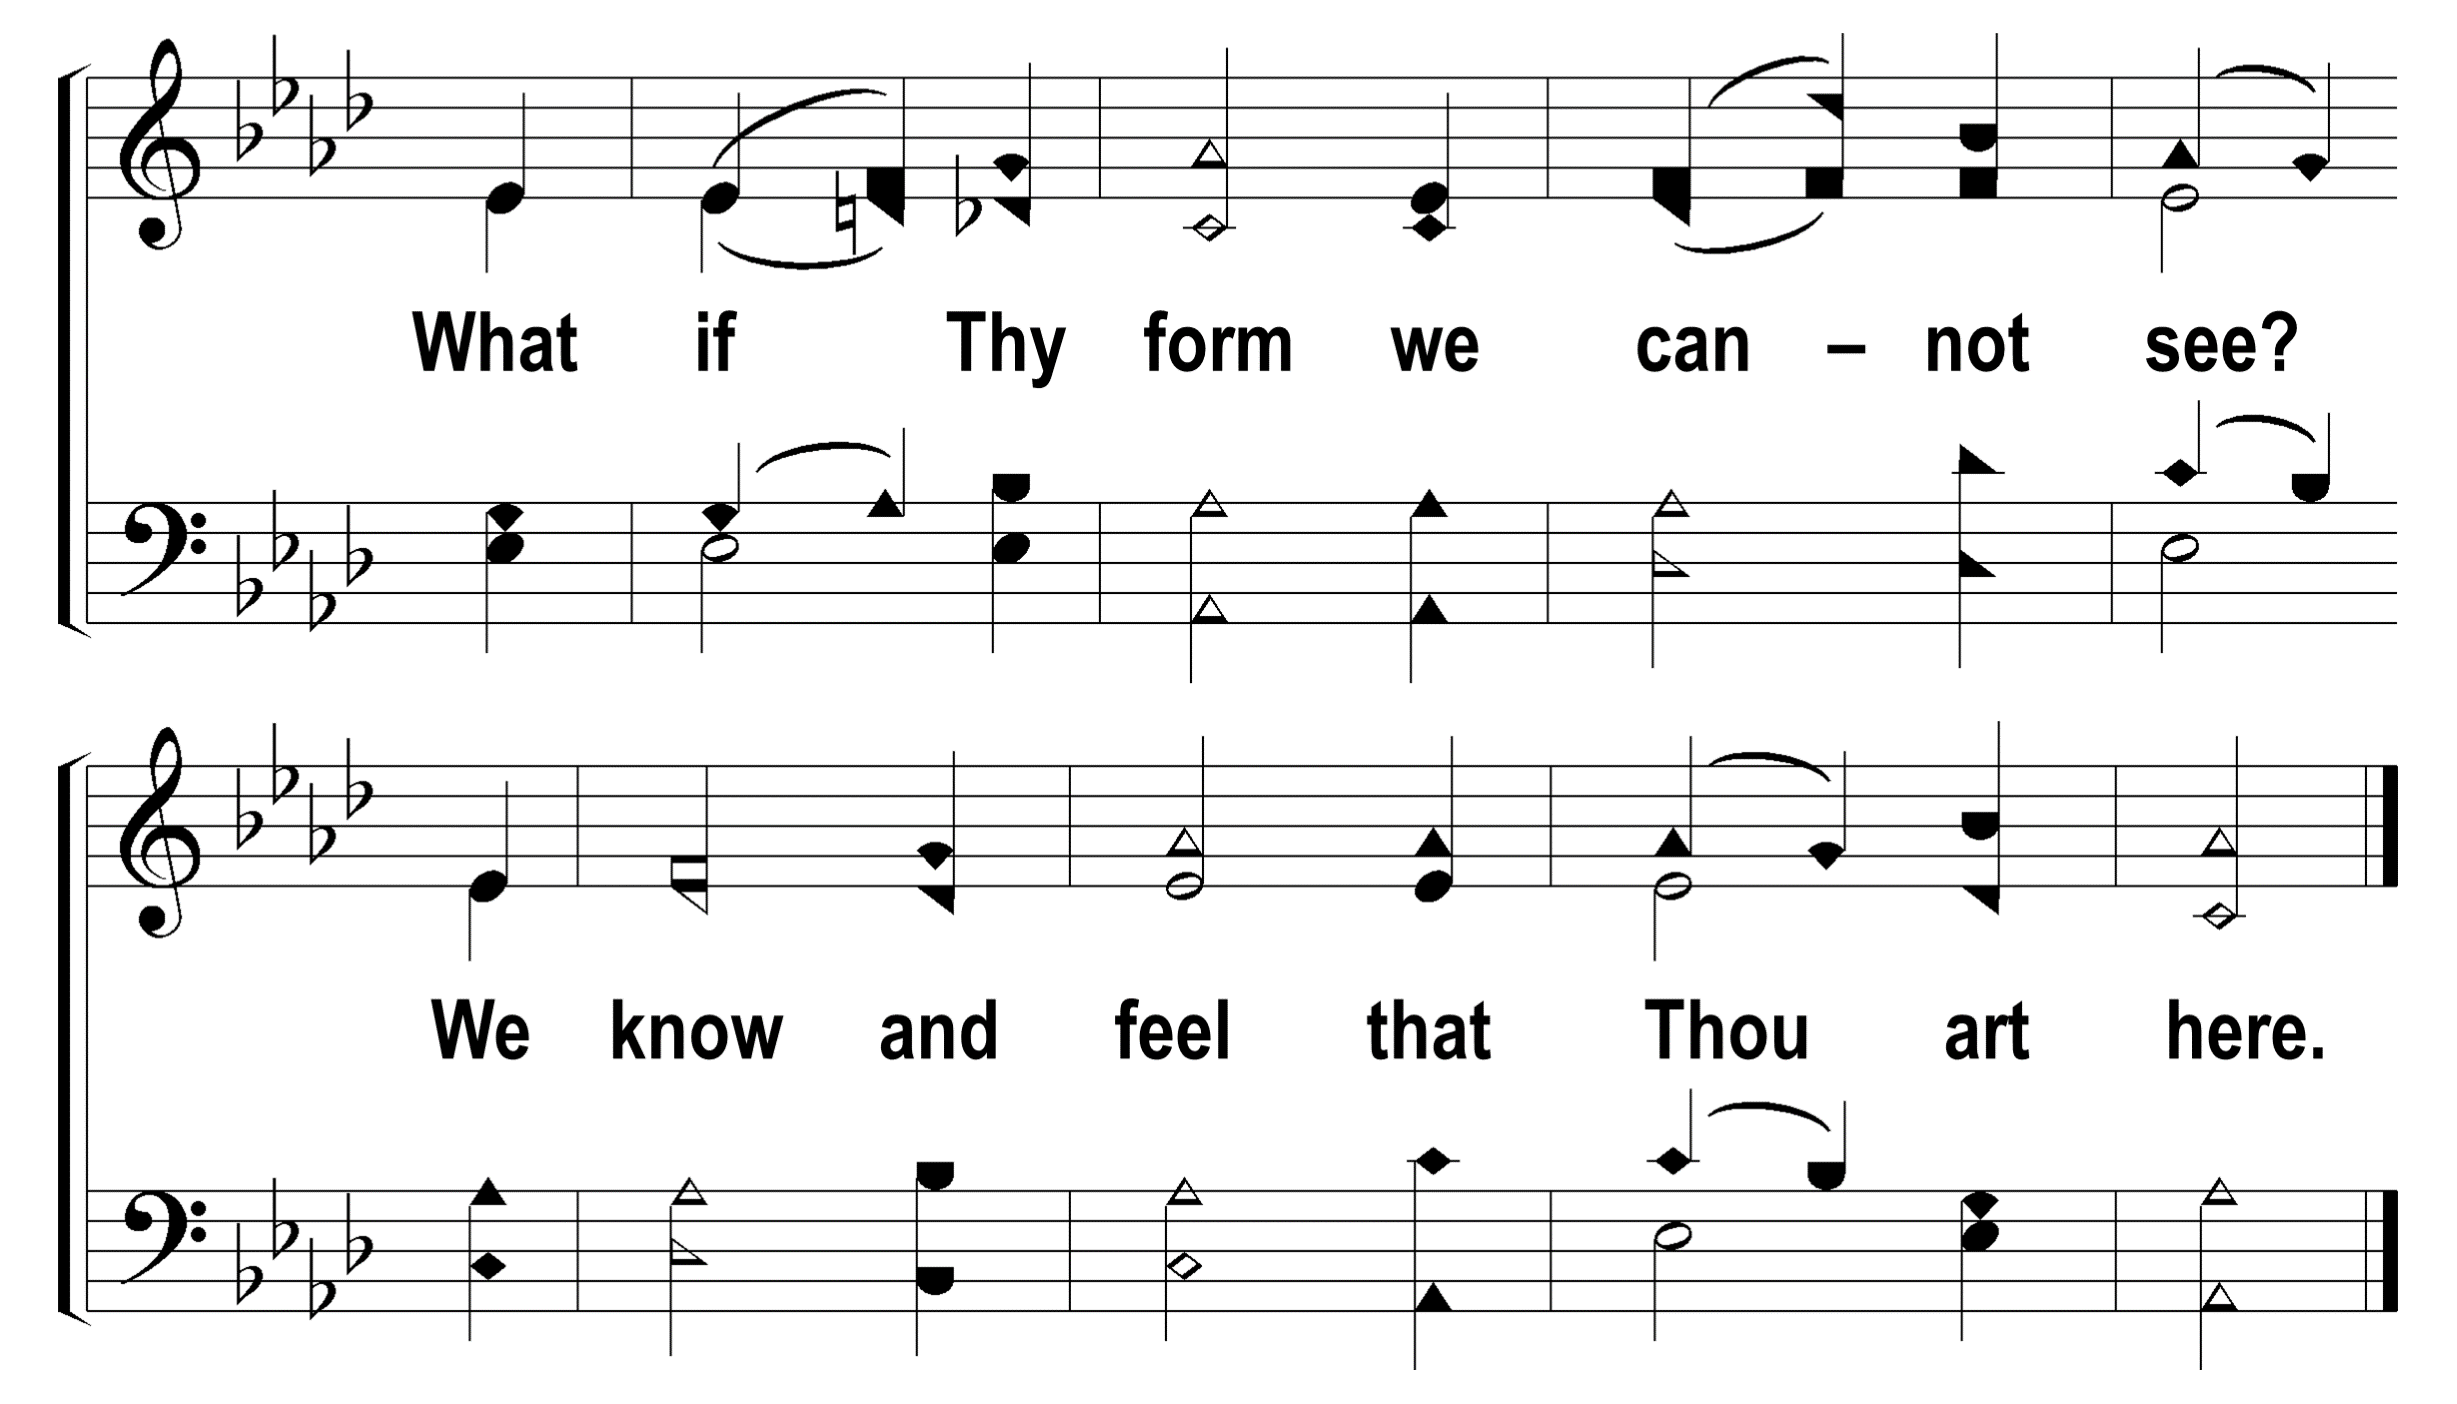 What if Thy form we can – not see?
We know and feel that Thou art here.